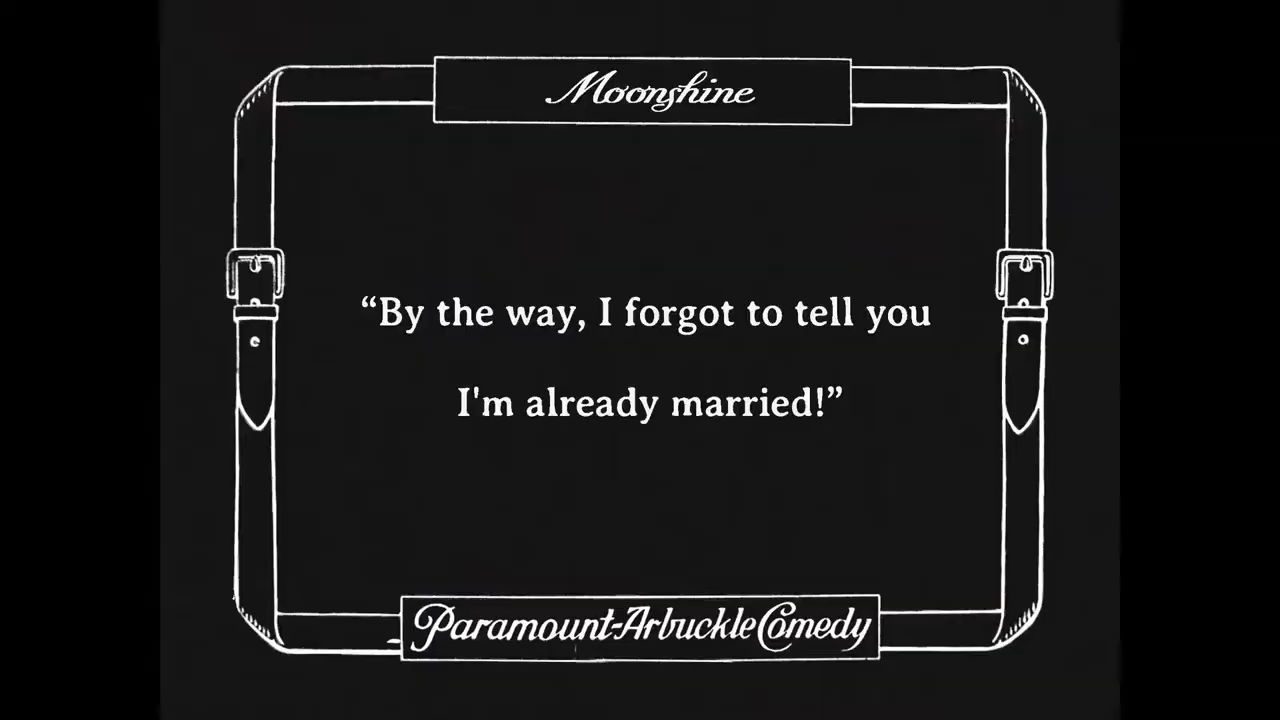 Moonshine
“By the way, I forgot to tell you
I'm already married!”
Paramount-Arbuckle Comedy